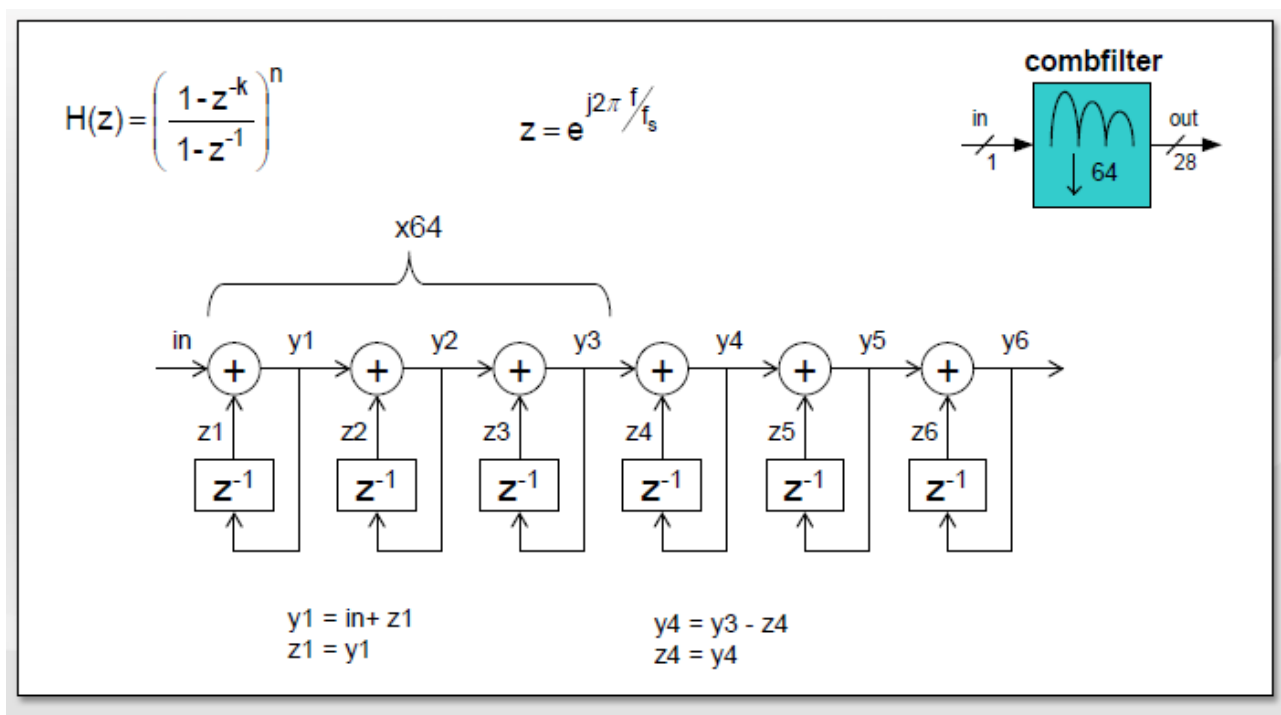 combfilter
H(z) = ( (1 - z^-k) / (1 - z^-1) )^n
z = e^(j2π f/fs)
in
out
1
64
28
x64
in y1 y2 y3 y4 y5 y6
+ + + + + +
z1 z2 z3 z4 z5 z6
z^-1 z^-1 z^-1 z^-1 z^-1 z^-1
y1 = in+ z1
z1 = y1
y4 = y3 - z4
z4 = y4